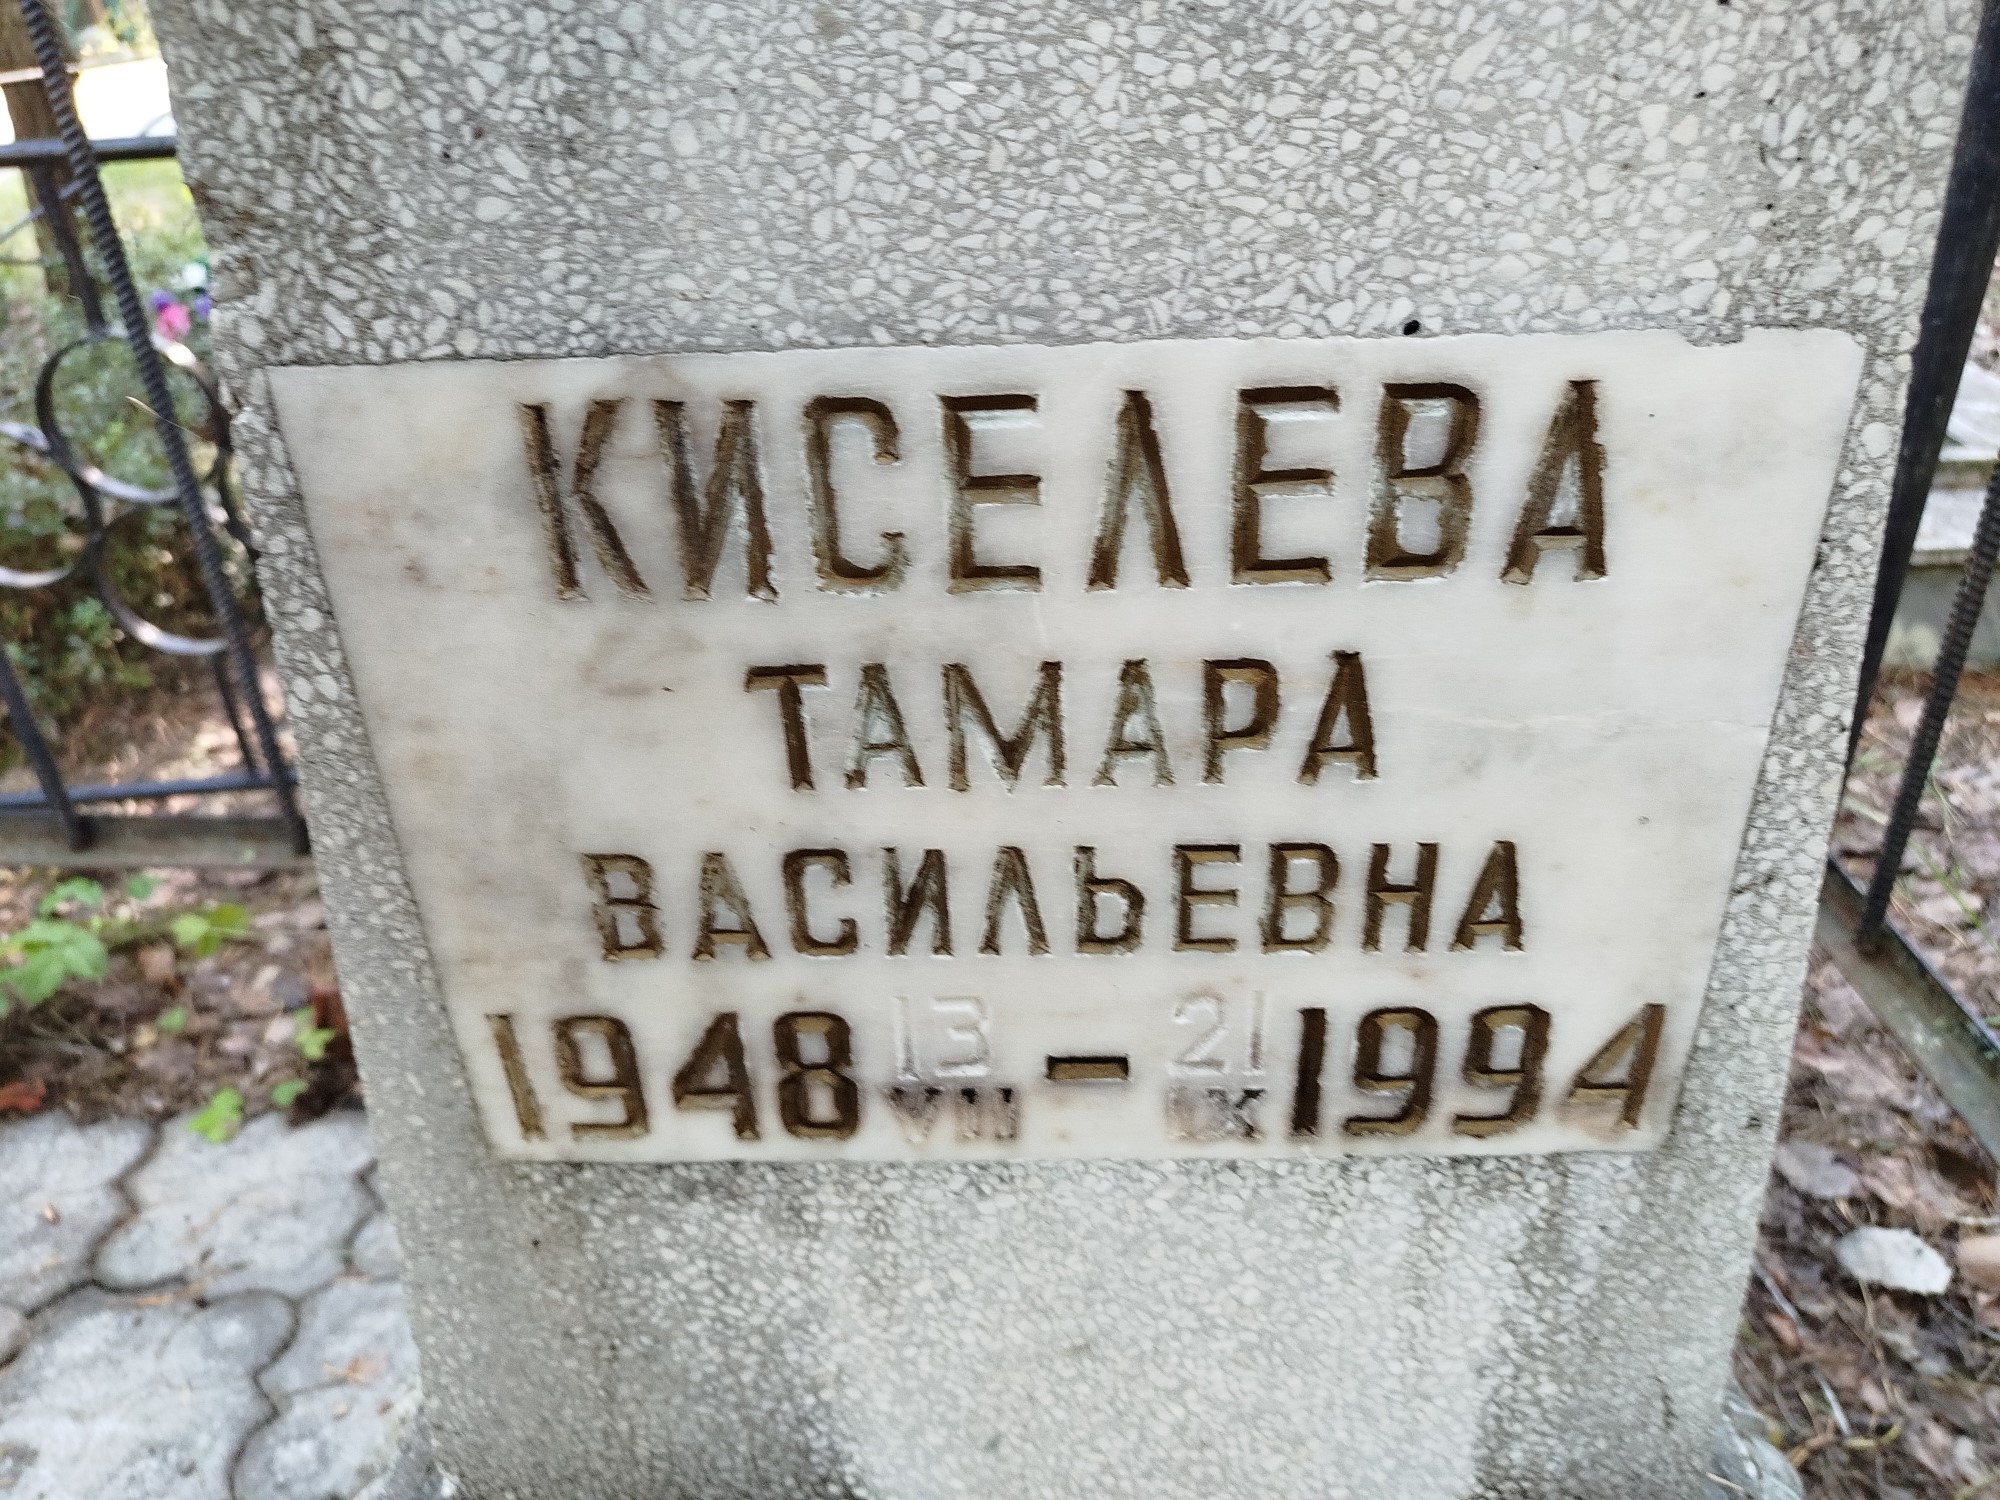 КИСЕЛЕВА
ТАМАРА
ВАСИЛЬЕВНА
1948 13 VIII – 21 IX 1994